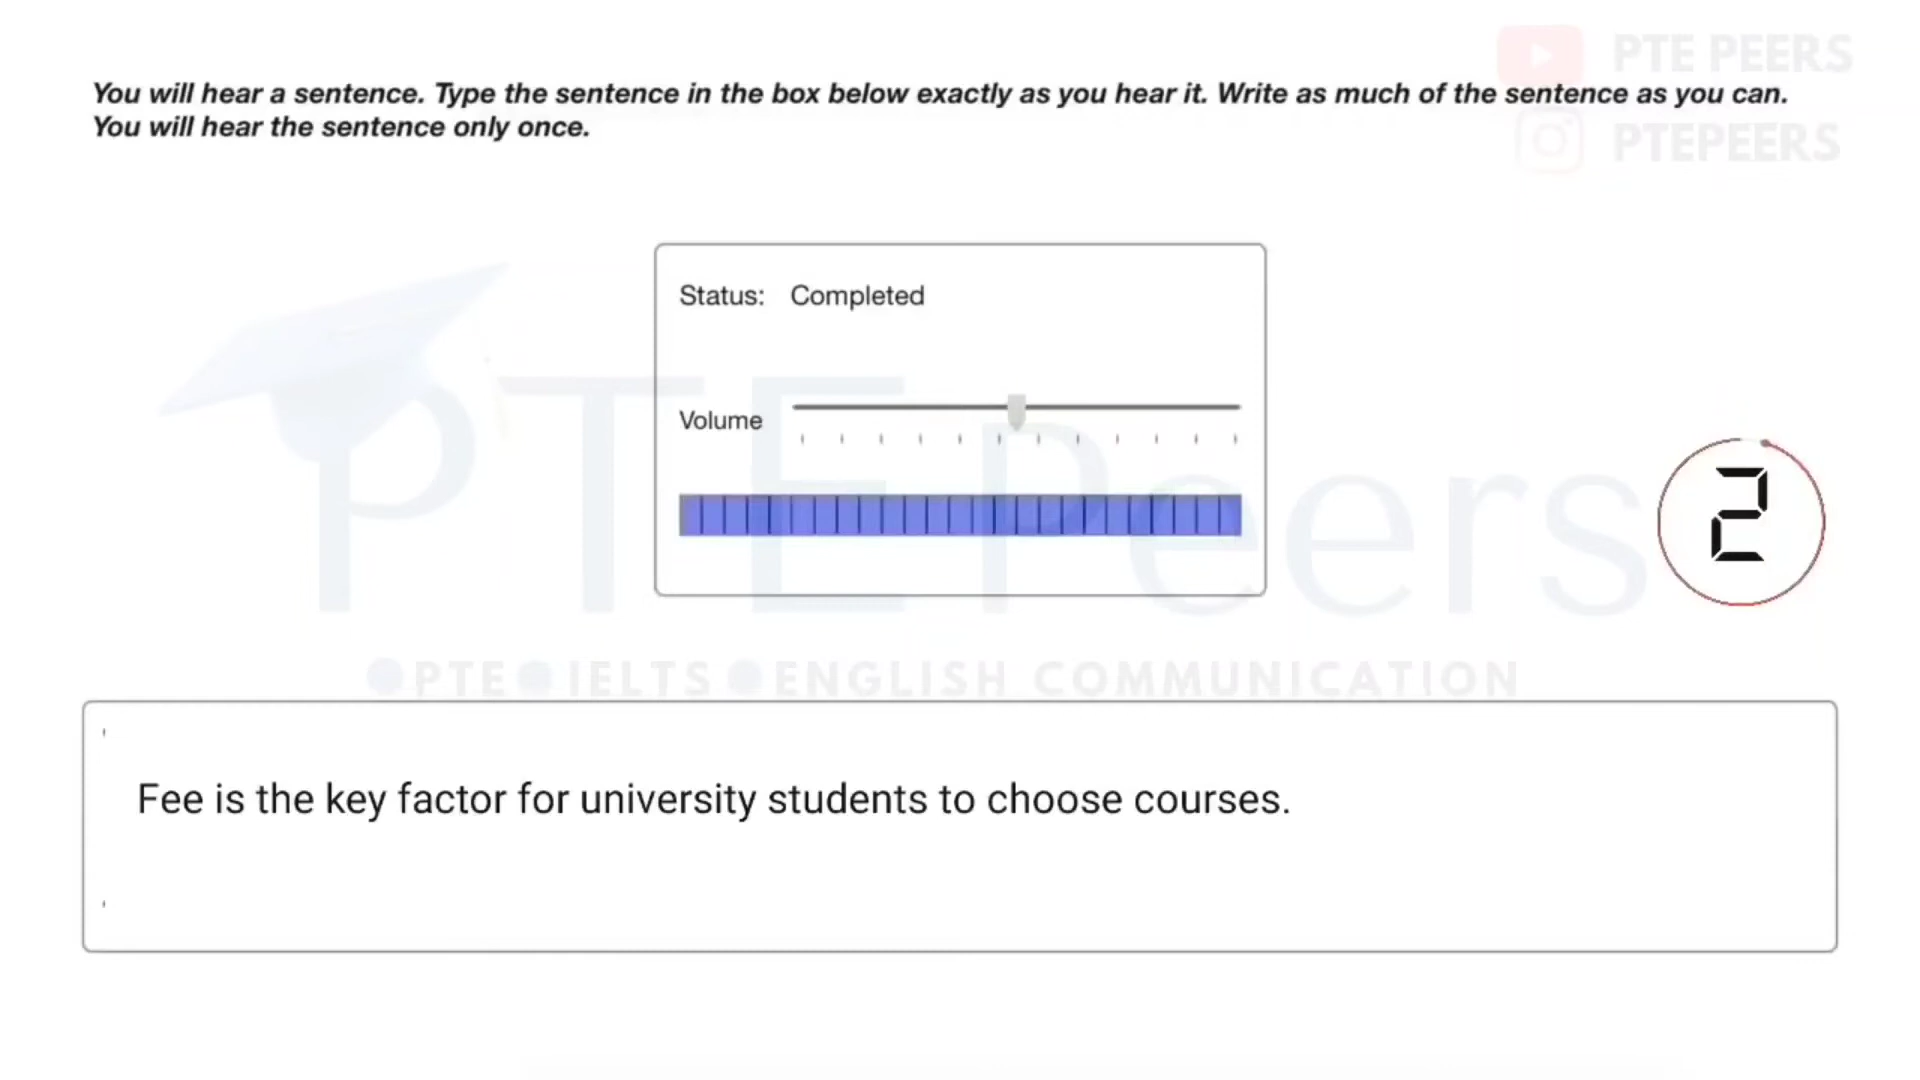 PTE PEERS
You will hear a sentence. Type the sentence in the box below exactly as you hear it. Write as much of the sentence as you can.
You will hear the sentence only once.
PTEPEERS
Status: Completed
Volume
PTE Peers
2
PTE IELTS ENGLISH COMMUNICATION
Fee is the key factor for university students to choose courses.